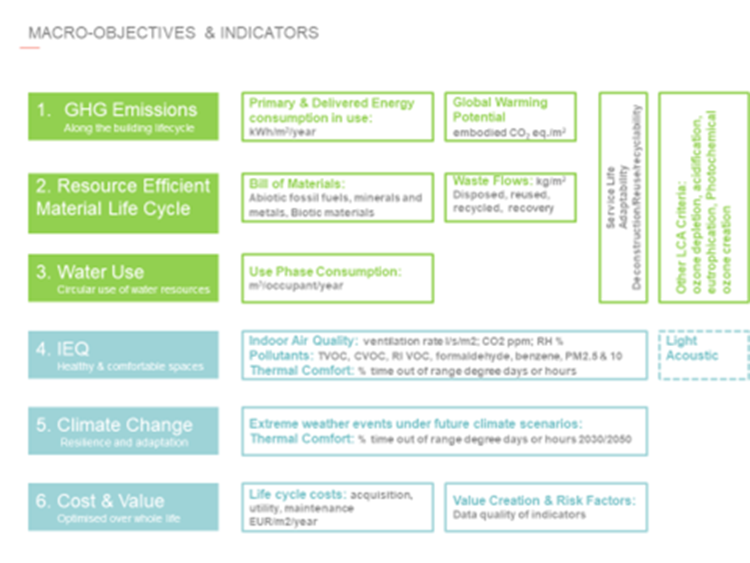 MACRO-OBJECTIVES & INDICATORS
1. GHG Emissions
Along the building lifecycle
Primary & Delivered Energy
consumption in use:
kWh/m²/year
Global Warming
Potential
embodied CO₂ eq./m²
2. Resource Efficient
Material Life Cycle
Bill of Materials:
Abiotic fossil fuels, minerals and
metals, Biotic materials
Waste Flows: kg/m²
Disposed, reused,
recycled, recovery
3. Water Use
Circular use of water resources
Use Phase Consumption:
m³/occupant/year
Service Life
Adaptability
Deconstruction/Reuse/recyclability
Other LCA Criteria:
ozone depletion, acidification,
eutrophication, Photochemical
ozone creation
4. IEQ
Healthy & comfortable spaces
Indoor Air Quality: ventilation rate l/s/m2; CO2 ppm; RH %
Pollutants: TVOC, CVOC, RI VOC, formaldehyde, benzene, PM2.5 & 10
Thermal Comfort: % time out of range degree days or hours
Light
Acoustic
5. Climate Change
Resilience and adaptation
Extreme weather events under future climate scenarios:
Thermal Comfort: % time out of range degree days or hours 2030/2050
6. Cost & Value
Optimised over whole life
Life cycle costs: acquisition,
utility, maintenance
EUR/m2/year
Value Creation & Risk Factors:
Data quality of indicators